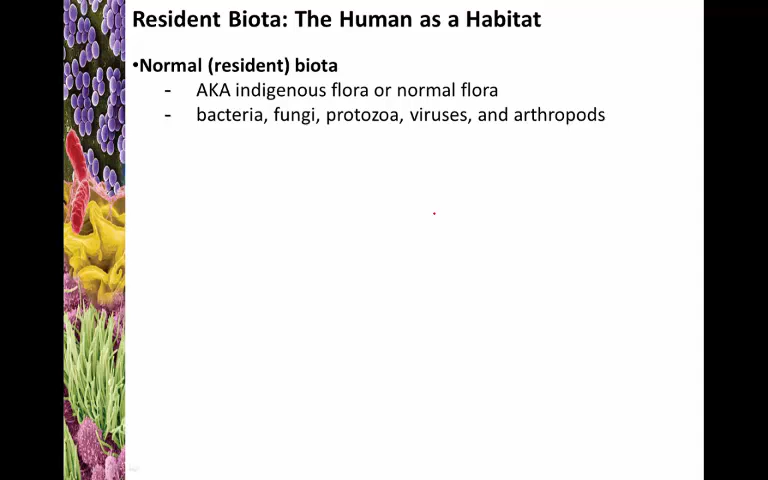 Resident Biota: The Human as a Habitat
•Normal (resident) biota
- AKA indigenous flora or normal flora
- bacteria, fungi, protozoa, viruses, and arthropods